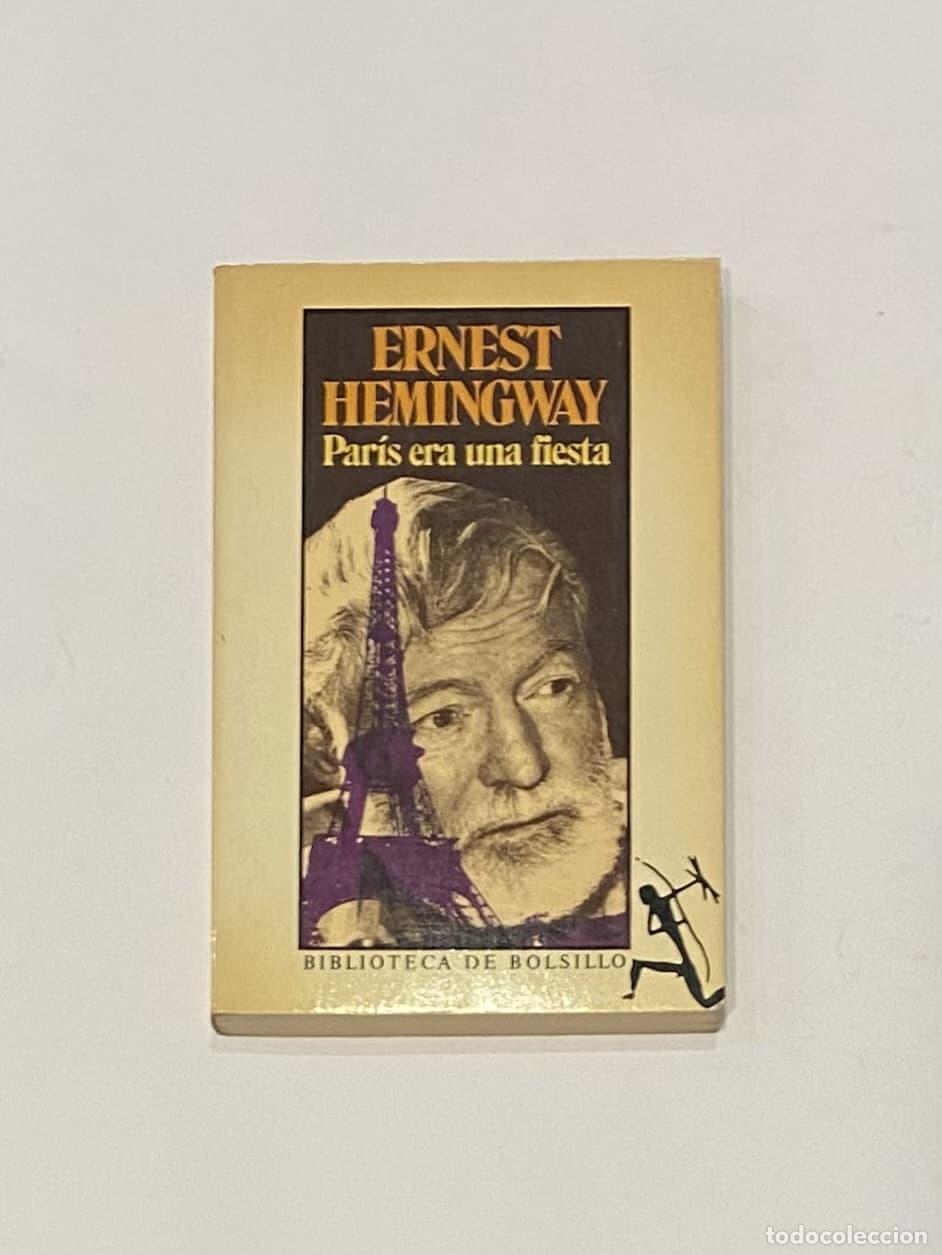 ERNEST
HEMINGWAY
París era una fiesta
BIBLIOTECA DE BOLSILLO
todocoleccion